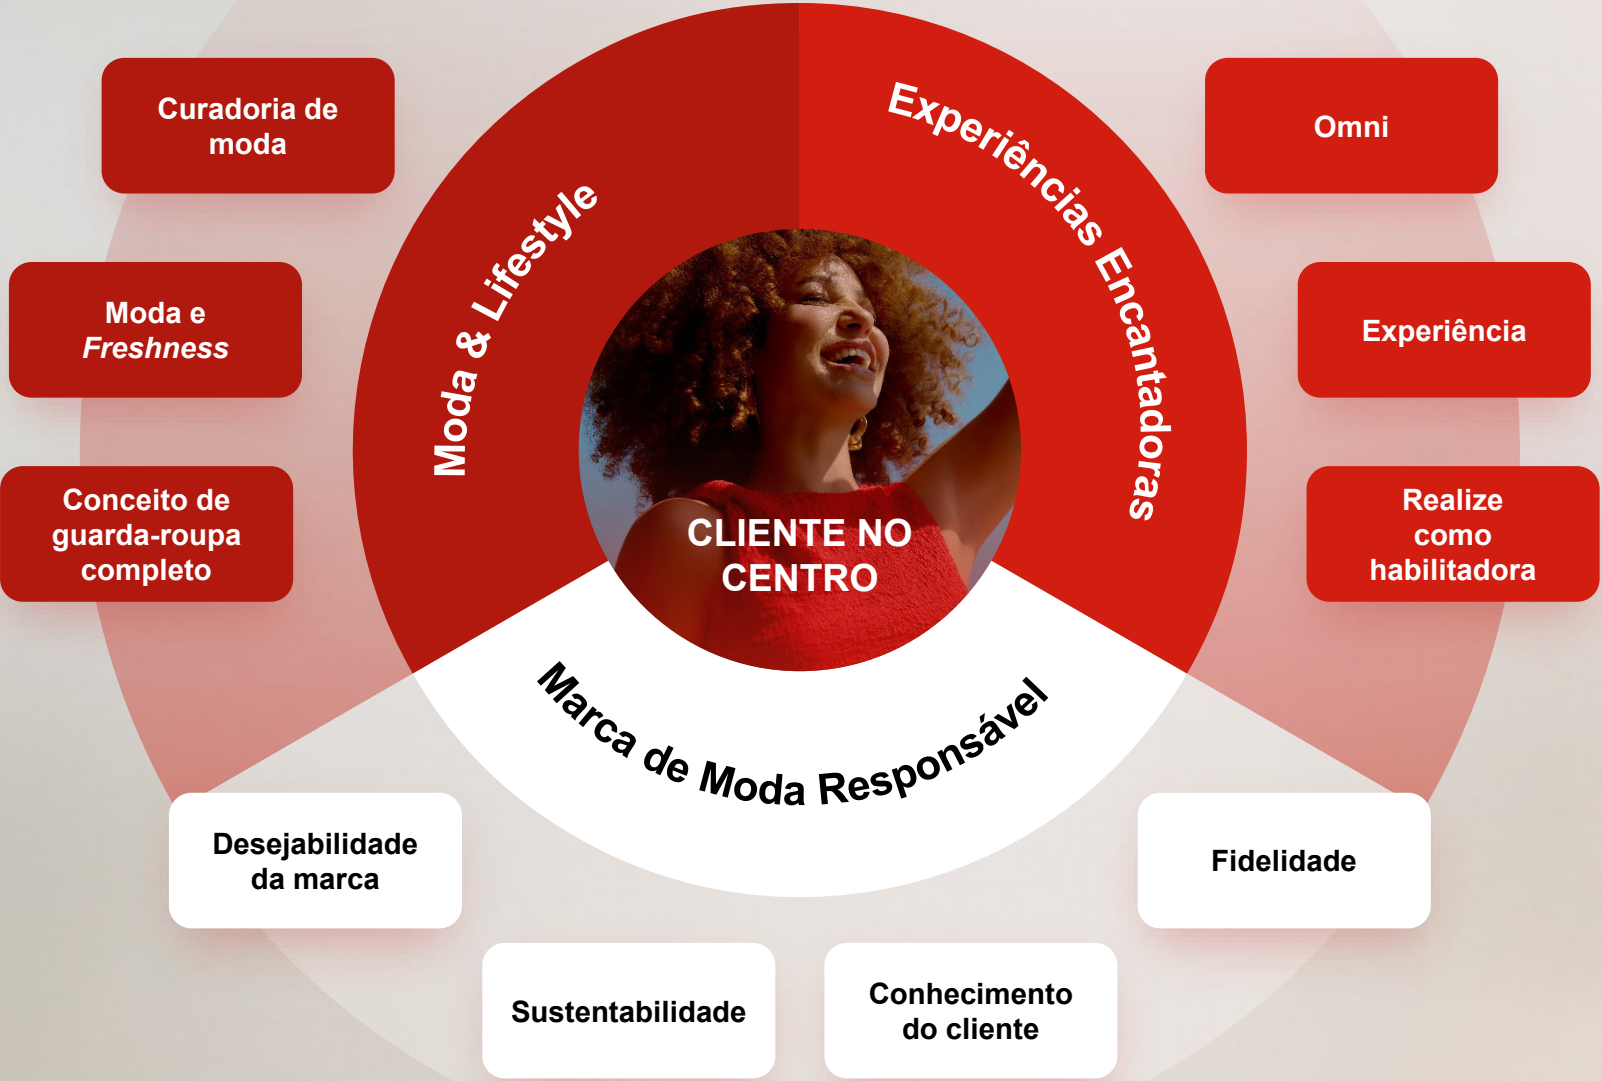 Curadoria de
moda
Moda e
Freshness
Conceito de
guarda-roupa
completo
Moda & Lifestyle
Experiências Encantadoras
Omni
Experiência
Realize
como
habilitadora
CLIENTE NO
CENTRO
Marca de Moda Responsável
Desejabilidade
da marca
Sustentabilidade
Conhecimento
do cliente
Fidelidade